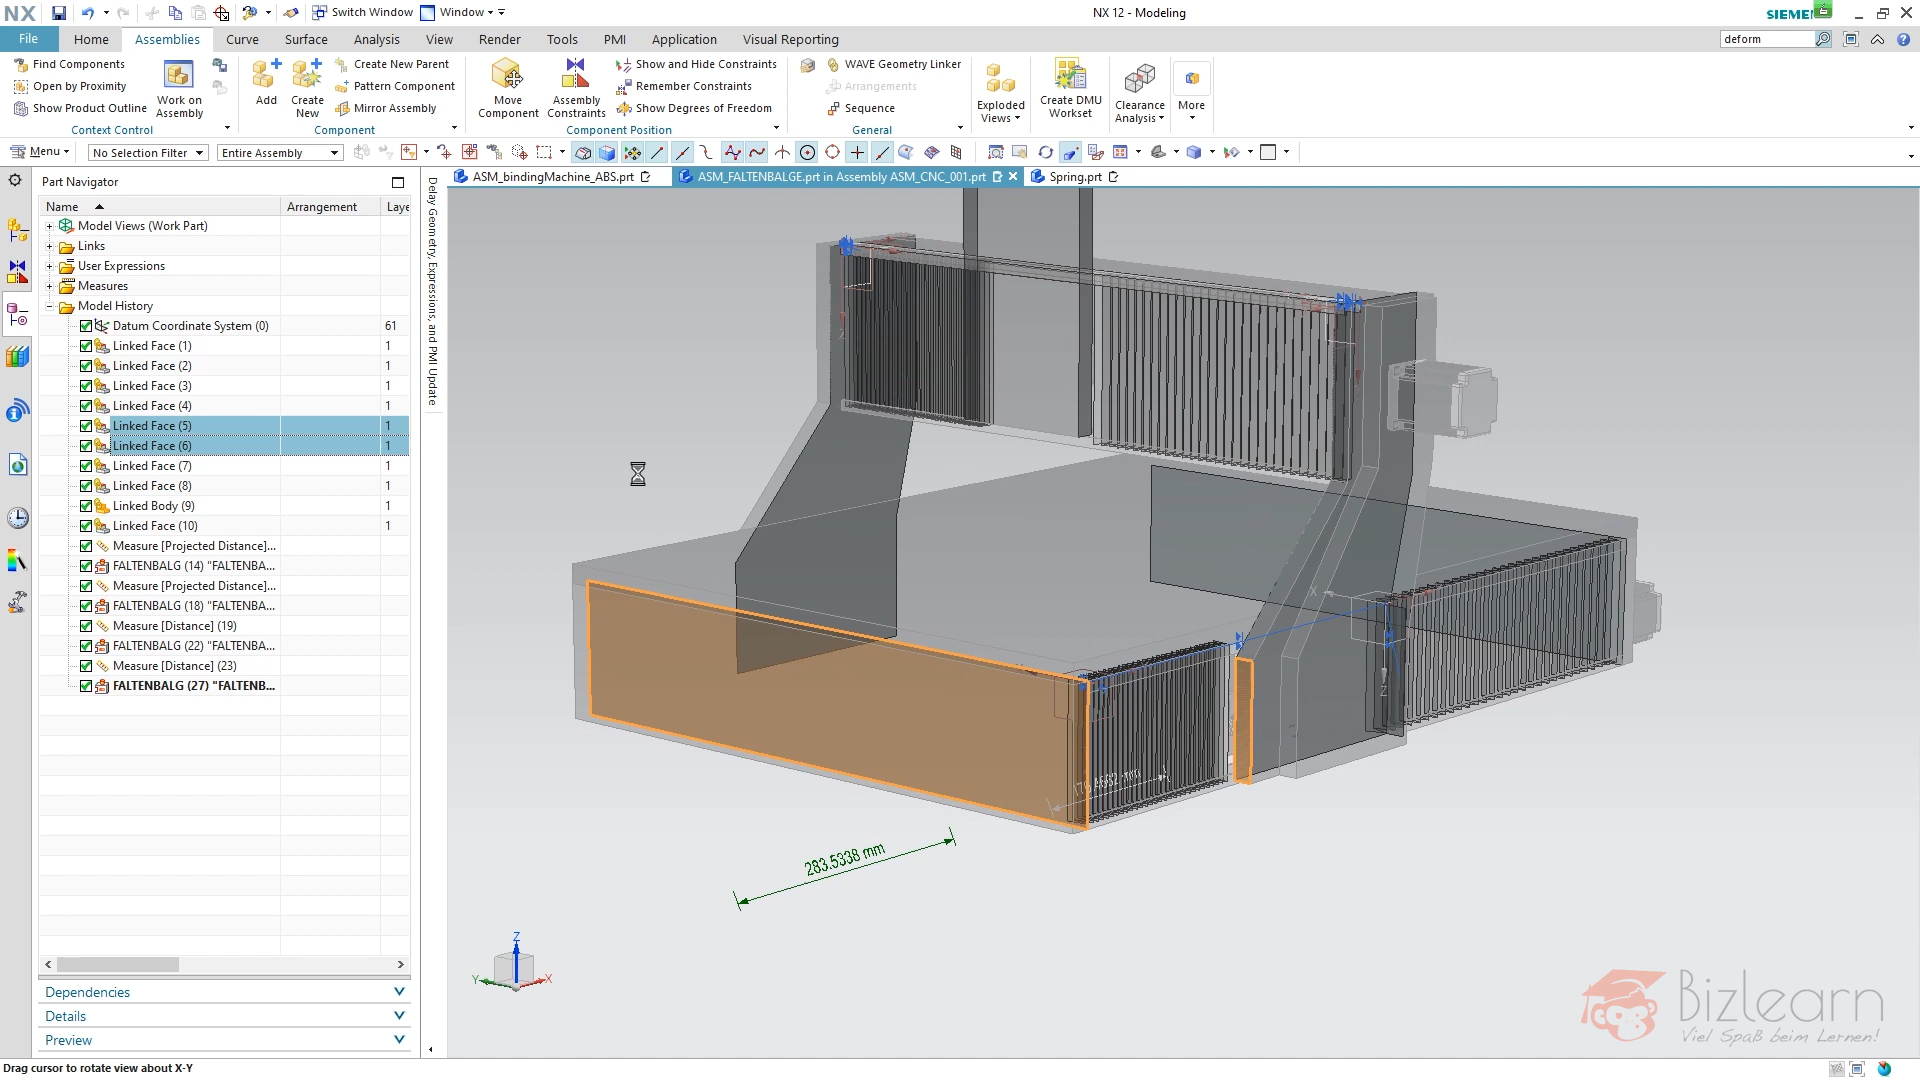 NX
Switch Window
Window
NX 12 - Modeling
SIEMENS
File
Home
Assemblies
Curve
Surface
Analysis
View
Render
Tools
PMI
Application
Visual Reporting
deform
Find Components
Open by Proximity
Show Product Outline
Context Control
Work on
Assembly
Add
Create
New
Create New Parent
Pattern Component
Mirror Assembly
Component
Move
Component
Assembly
Constraints
Show and Hide Constraints
Remember Constraints
Show Degrees of Freedom
Component Position
WAVE Geometry Linker
Arrangements
Sequence
General
Exploded
Views
Create DMU
Workset
Clearance
Analysis
More
Menu
No Selection Filter
Entire Assembly
Part Navigator
ASM_bindingMachine_ABS.prt
ASM_FALTENBALGE.prt in Assembly ASM_CNC_001.prt
Spring.prt
Name
Arrangement
Laye
Model Views (Work Part)
Links
User Expressions
Measures
Model History
Datum Coordinate System (0) 61
Linked Face (1) 1
Linked Face (2) 1
Linked Face (3) 1
Linked Face (4) 1
Linked Face (5) 1
Linked Face (6) 1
Linked Face (7) 1
Linked Face (8) 1
Linked Body (9) 1
Linked Face (10) 1
Measure [Projected Distance]...
FALTENBALG (14) "FALTENBA...
Measure [Projected Distance]...
FALTENBALG (18) "FALTENBA...
Measure [Distance] (19)
FALTENBALG (22) "FALTENBA...
Measure [Distance] (23)
FALTENBALG (27) "FALTENB...
Delay Geometry, Expressions, and PMI Update
283.5338 mm
X
Z
Z
Y
X
Dependencies
Details
Preview
Bizlearn
Viel Spaß beim Lernen!
Drag cursor to rotate view about X-Y